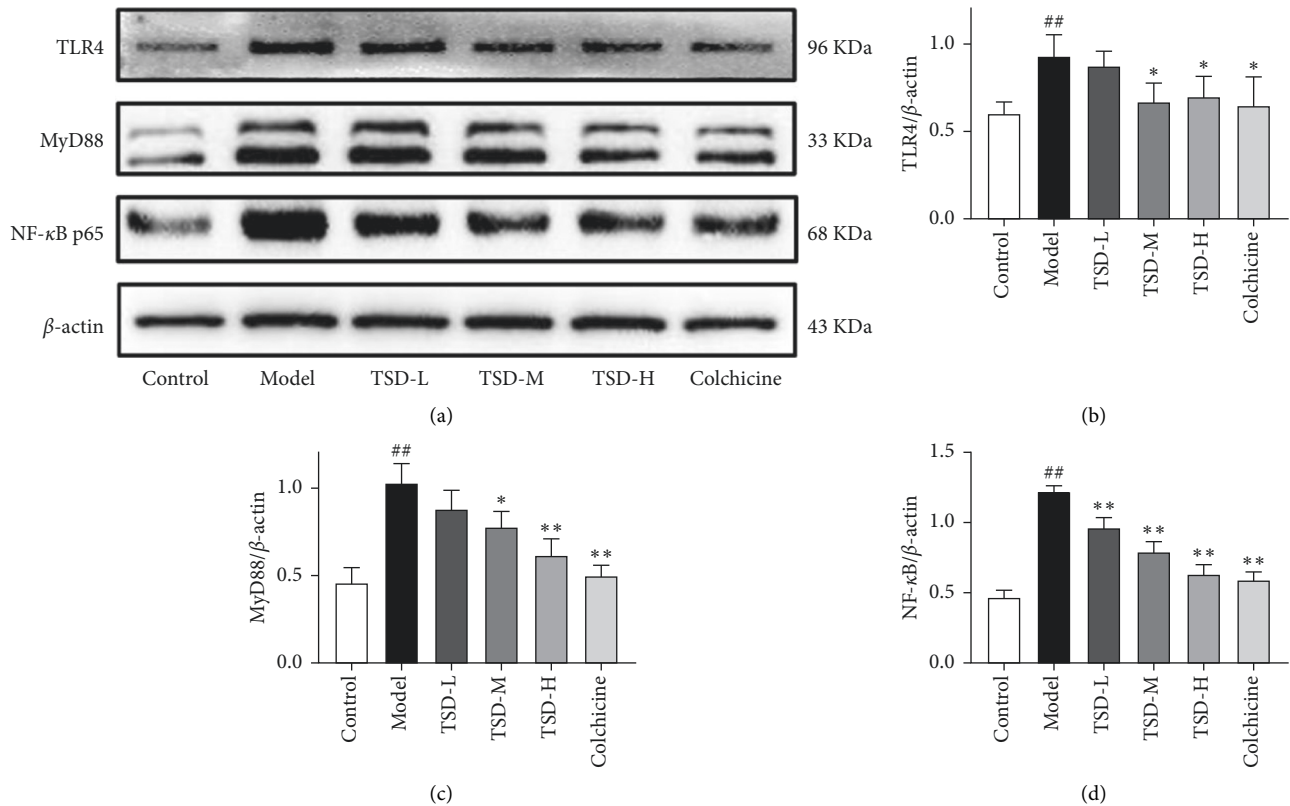 TLR4 96 KDa
MyD88 33 KDa
NF-κB p65 68 KDa
β-actin 43 KDa
Control Model TSD-L TSD-M TSD-H Colchicine
(a)
TLR4/β-actin
1.0
0.5
0.0
##
*
*
*
Control
Model
TSD-L
TSD-M
TSD-H
Colchicine
(b)
MyD88/β-actin
1.0
0.5
0.0
##
*
**
**
Control
Model
TSD-L
TSD-M
TSD-H
Colchicine
(c)
NF-κB/β-actin
1.5
1.0
0.5
0.0
##
**
**
**
**
Control
Model
TSD-L
TSD-M
TSD-H
Colchicine
(d)